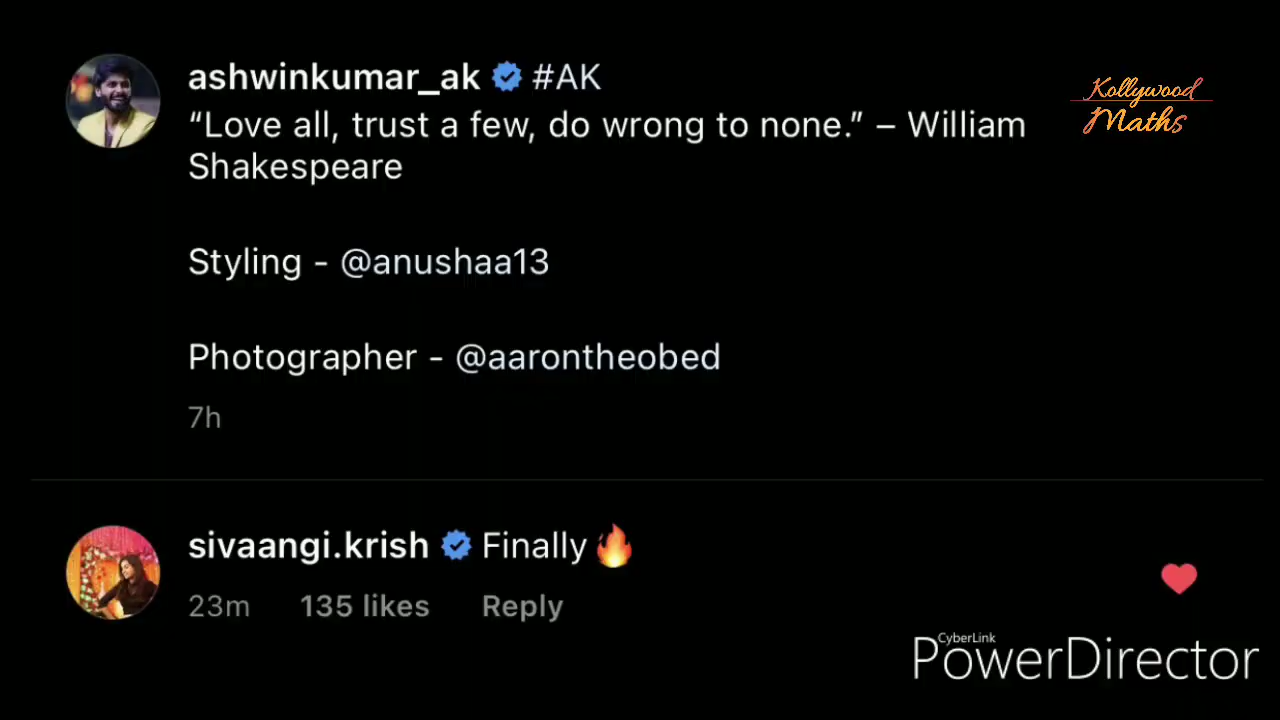 ashwinkumar_ak #AK
“Love all, trust a few, do wrong to none.” – William
Shakespeare
Styling - @anushaa13
Photographer - @aarontheobed
7h
Kollywood
Maths
sivaangi.krish Finally🔥
23m 135 likes Reply
CyberLink
PowerDirector